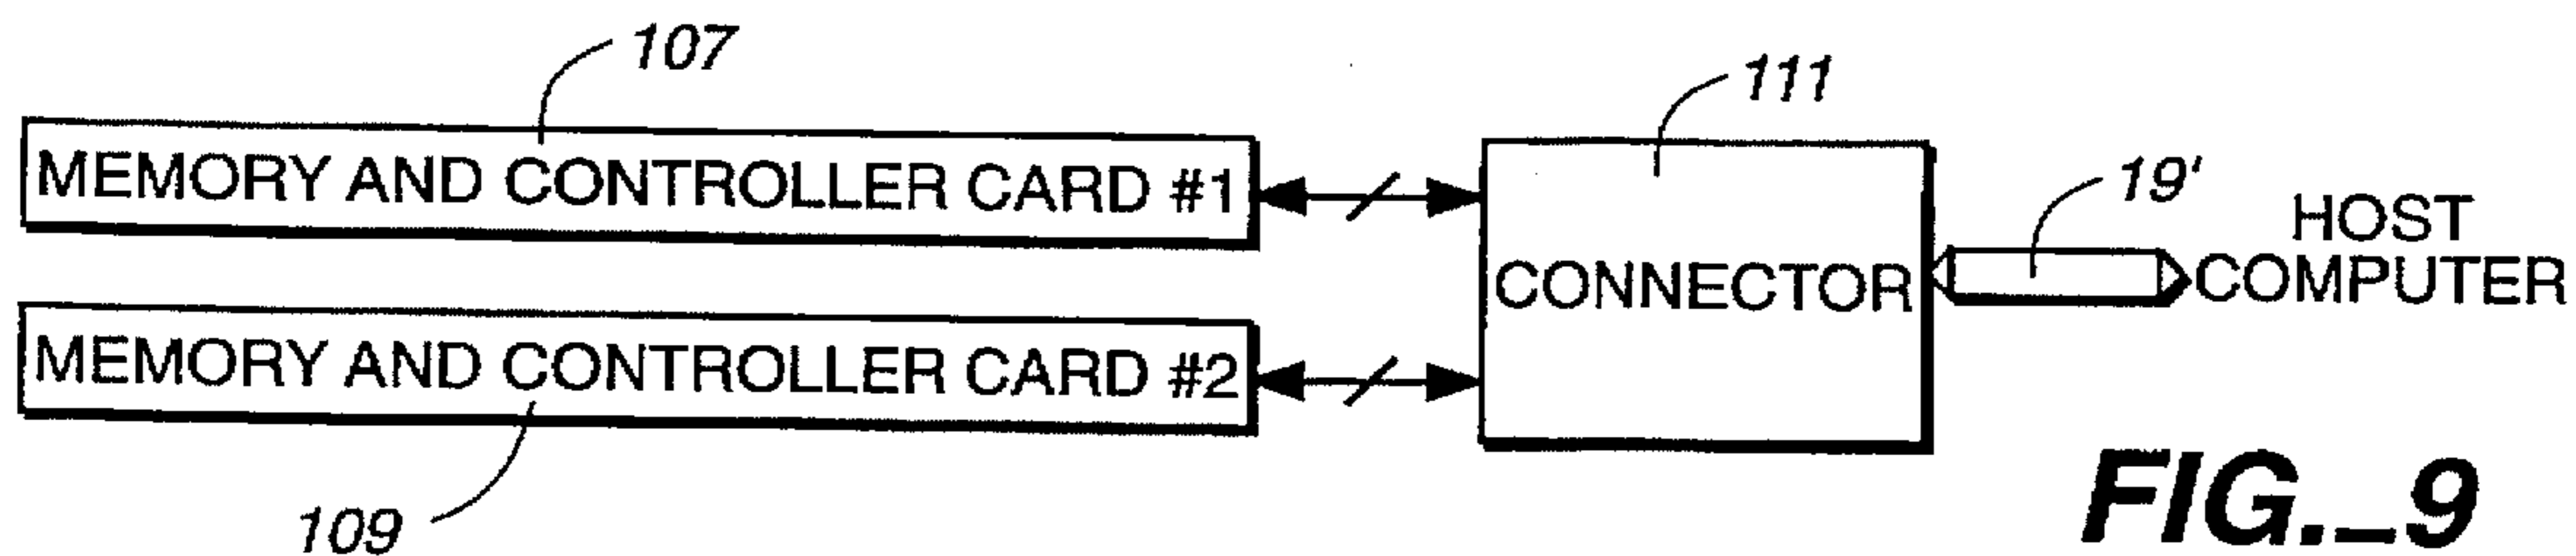 107
111
MEMORY AND CONTROLLER CARD #1
19'
HOST
COMPUTER
CONNECTOR
MEMORY AND CONTROLLER CARD #2
109
FIG._9